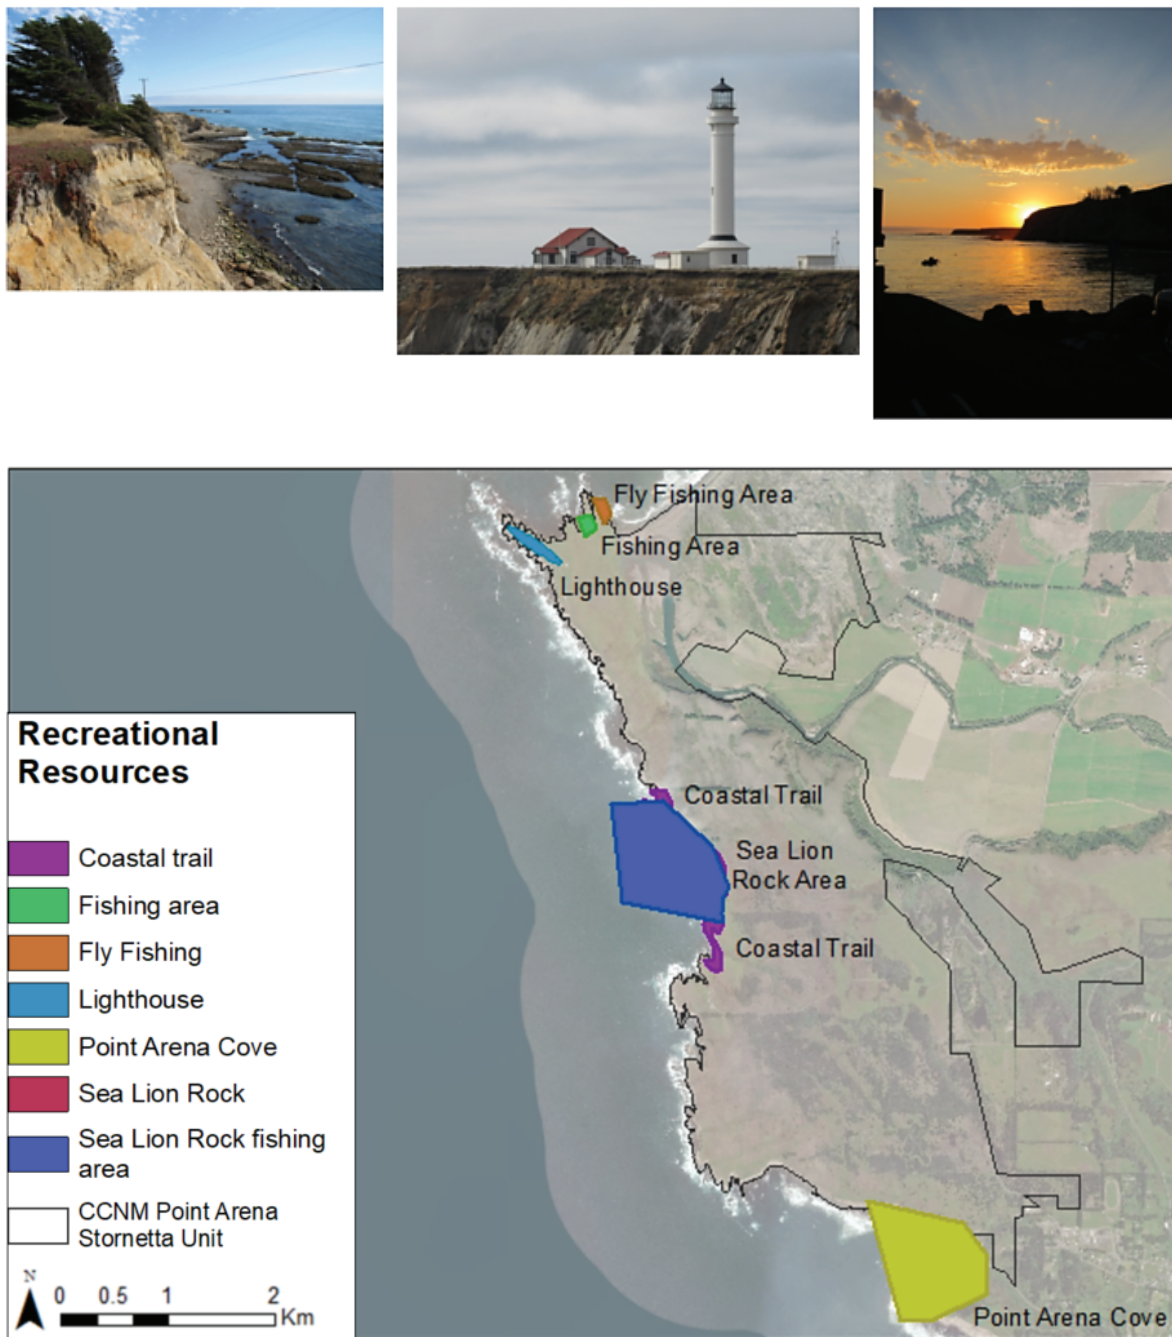 Fly Fishing Area
Fishing Area
Lighthouse
Coastal Trail
Sea Lion
Rock Area
Coastal Trail
Point Arena Cove
Recreational
Resources
Coastal trail
Fishing area
Fly Fishing
Lighthouse
Point Arena Cove
Sea Lion Rock
Sea Lion Rock fishing
area
CCNM Point Arena
Stornetta Unit
N
0 0.5 1 2
Km